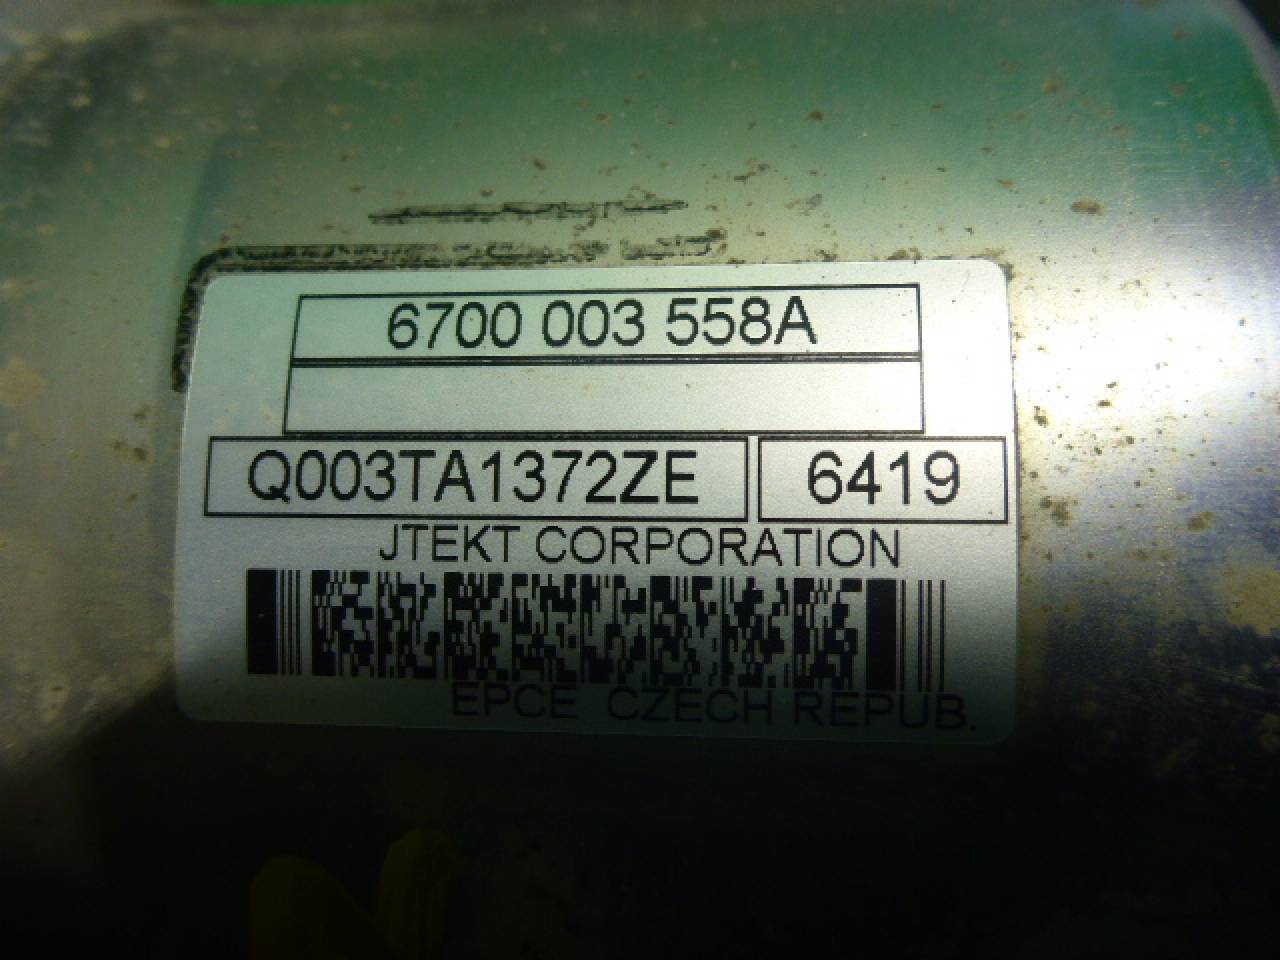 6700 003 558A
Q003TA1372ZE 6419
JTEKT CORPORATION
EPCE CZECH REPUB.